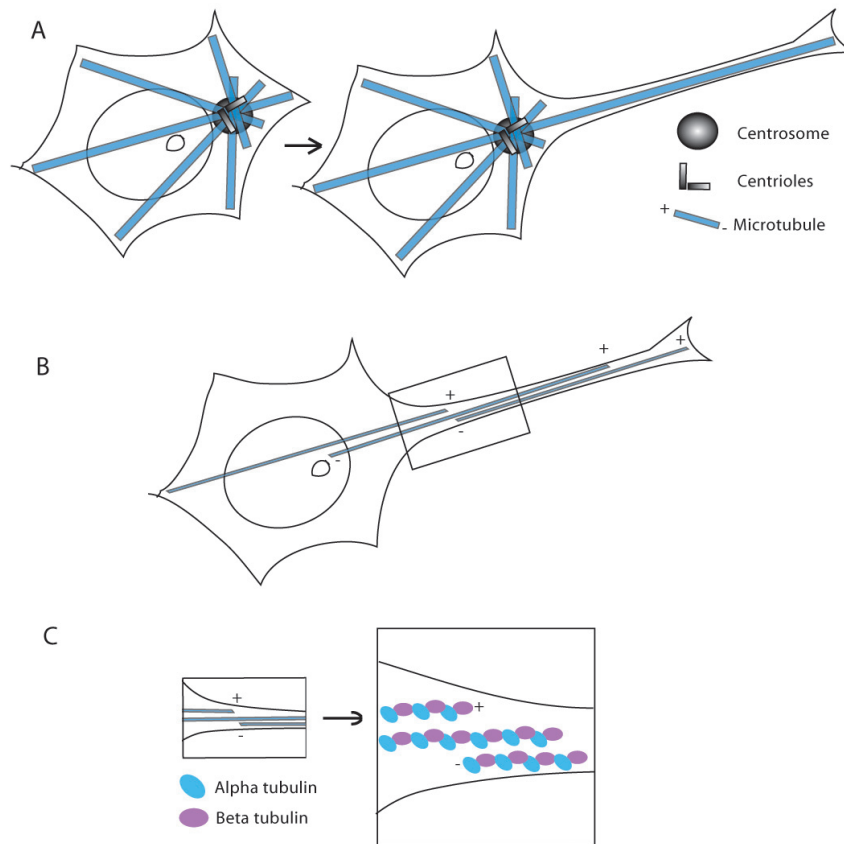 A
Centrosome
Centrioles
+
- Microtubule
B
+
+
+
-
-
C
+
-
+
-
Alpha tubulin
Beta tubulin